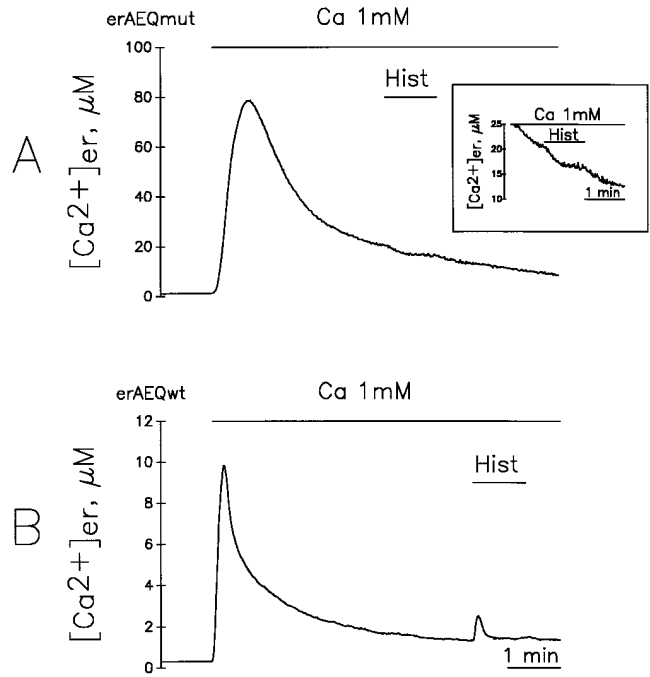 A
erAEQmut
Ca 1mM
[Ca2+]er, μM
100
80
60
40
20
0
Hist
[Ca2+]er, μM
25
20
15
10
Ca 1mM
Hist
1 min
B
erAEQwt
Ca 1mM
[Ca2+]er, μM
12
10
8
6
4
2
0
Hist
1 min